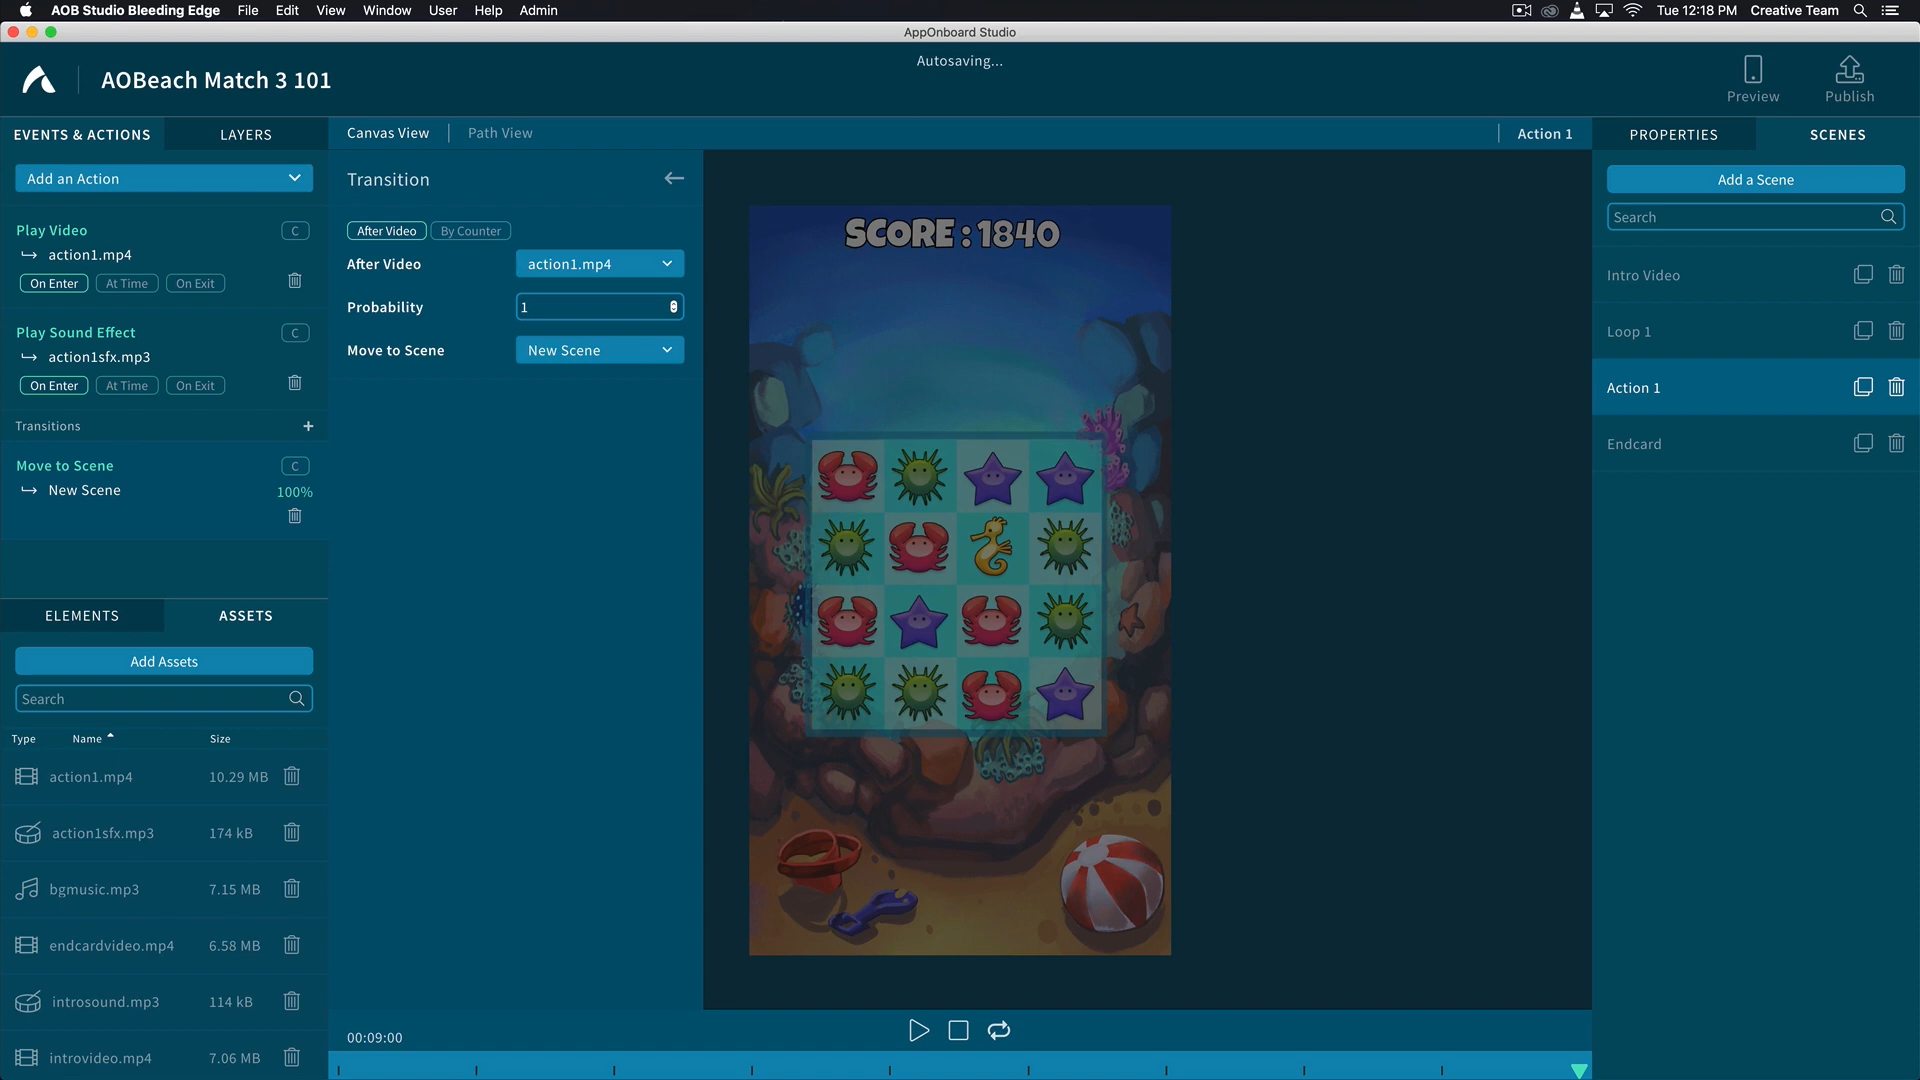 AOB Studio Bleeding Edge File Edit View Window User Help Admin Tue 12:18 PM Creative Team
AppOnboard Studio
Autosaving...
AOBeach Match 3 101
Preview
Publish
EVENTS & ACTIONS
LAYERS
Add an Action
Play Video
C
action1.mp4
On Enter
At Time
On Exit
Play Sound Effect
C
action1sfx.mp3
On Enter
At Time
On Exit
Transitions
+
Move to Scene
C
New Scene
100%
ELEMENTS
ASSETS
Add Assets
Search
Type Name Size
action1.mp4 10.29 MB
action1sfx.mp3 174 kB
bgmusic.mp3 7.15 MB
endcardvideo.mp4 6.58 MB
introsound.mp3 114 kB
introvideo.mp4 7.06 MB
Canvas View
Path View
Action 1
Transition
After Video
By Counter
After Video
action1.mp4
Probability
1
Move to Scene
New Scene
SCORE : 1840
00:09:00
PROPERTIES
SCENES
Add a Scene
Search
Intro Video
Loop 1
Action 1
Endcard